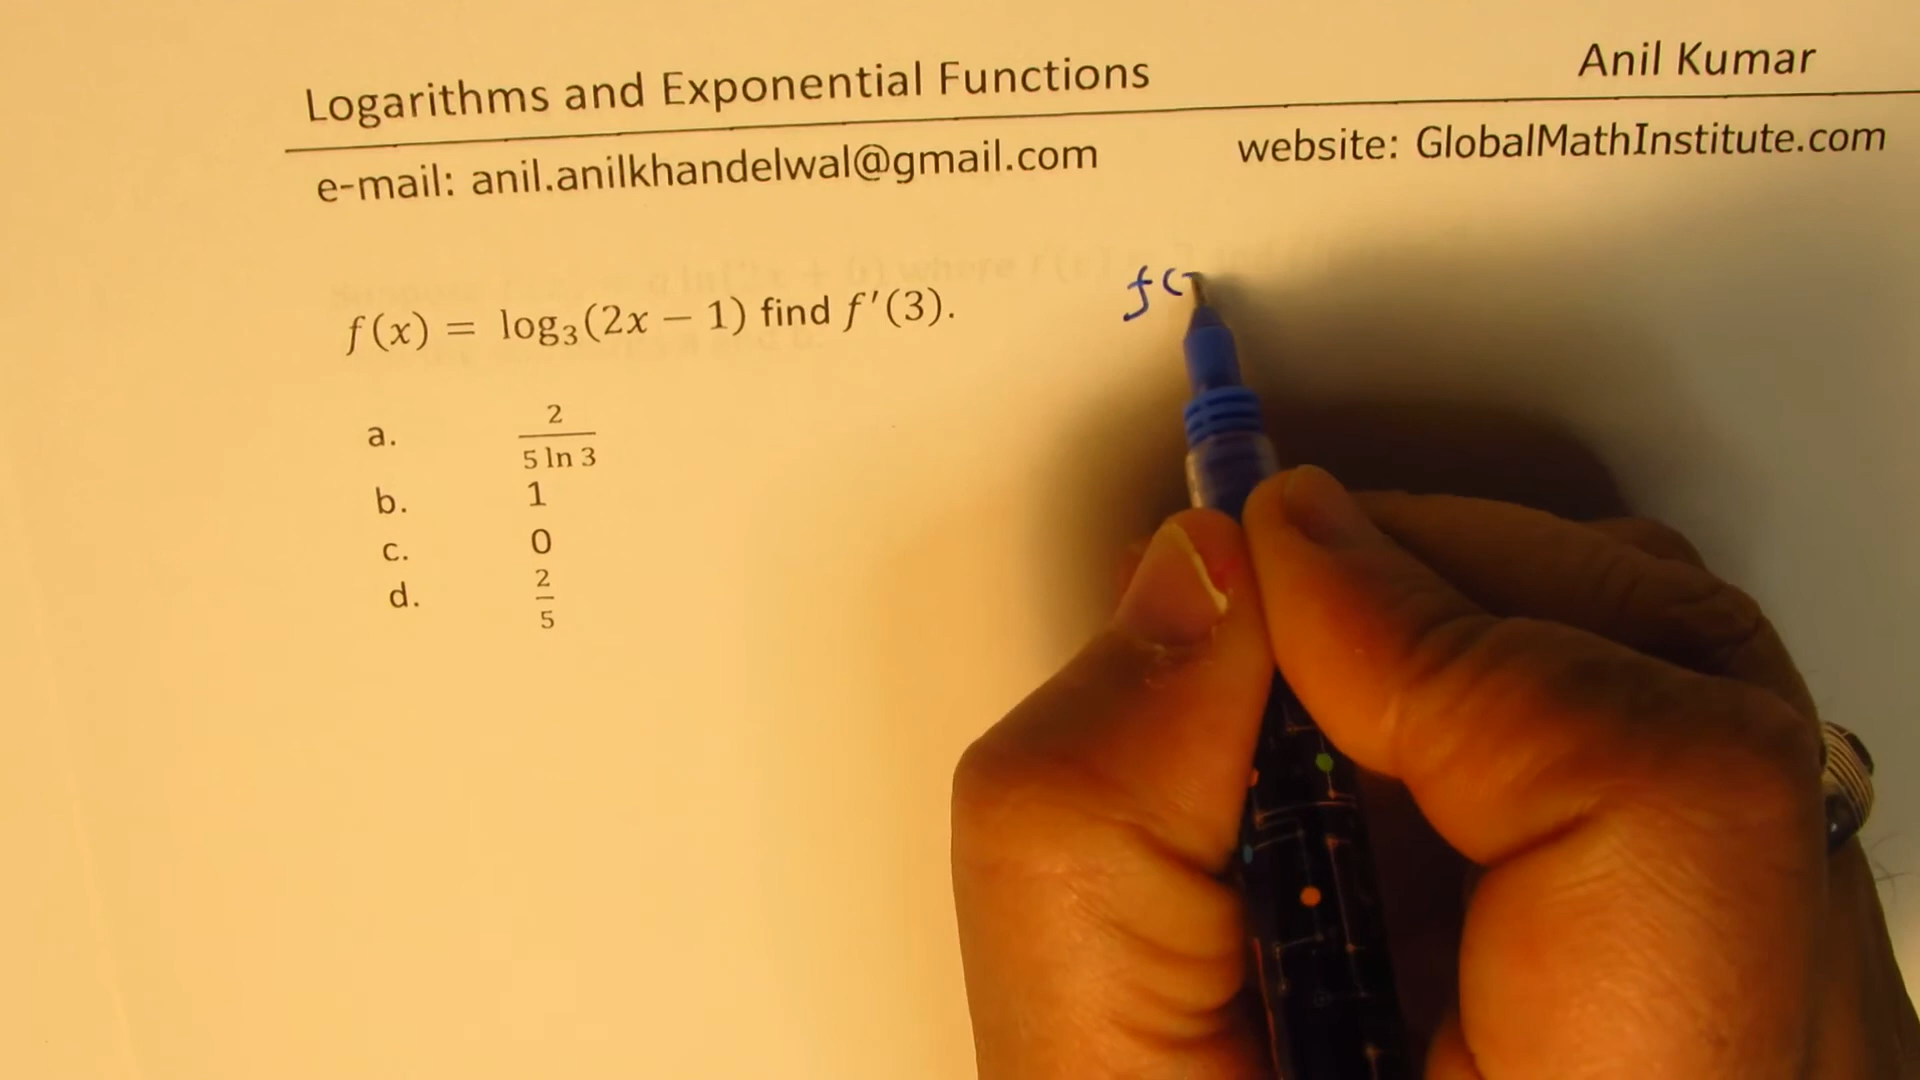 Logarithms and Exponential Functions
Anil Kumar
e-mail: anil.anilkhandelwal@gmail.com
website: GlobalMathInstitute.com
f(x) = log₃(2x − 1) find f′(3).
f(
a. 2/(5 ln 3)
b. 1
c. 0
d. 2/5